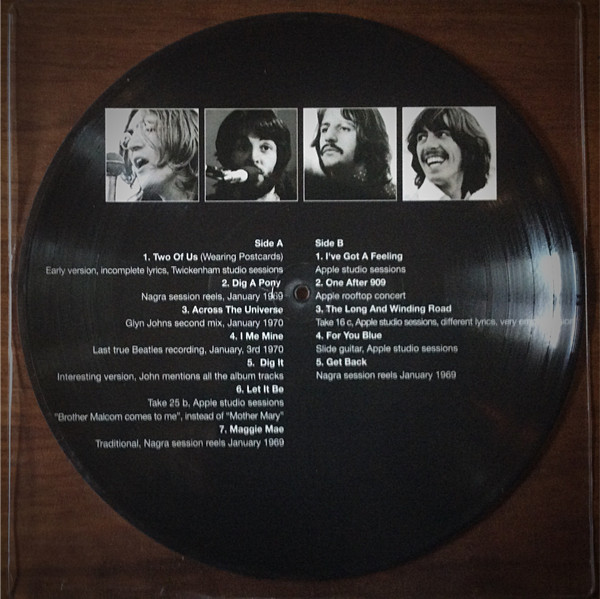 Side A
1. Two Of Us (Wearing Postcards)
Early version, incomplete lyrics, Twickenham studio sessions
2. Dig A Pony
Nagra session reels, January 1969
3. Across The Universe
Glyn Johns second mix, January 1970
4. I Me Mine
Last true Beatles recording, January, 3rd 1970
5. Dig It
Interesting version, John mentions all the album tracks
6. Let It Be
Take 25 b, Apple studio sessions
"Brother Malcom comes to me", instead of "Mother Mary"
7. Maggie Mae
Traditional, Nagra session reels January 1969
Side B
1. I've Got A Feeling
Apple studio sessions
2. One After 909
Apple rooftop concert
3. The Long And Winding Road
Take 16 c, Apple studio sessions, different lyrics, very
4. For You Blue
Slide guitar, Apple studio sessions
5. Get Back
Nagra session reels January 1969